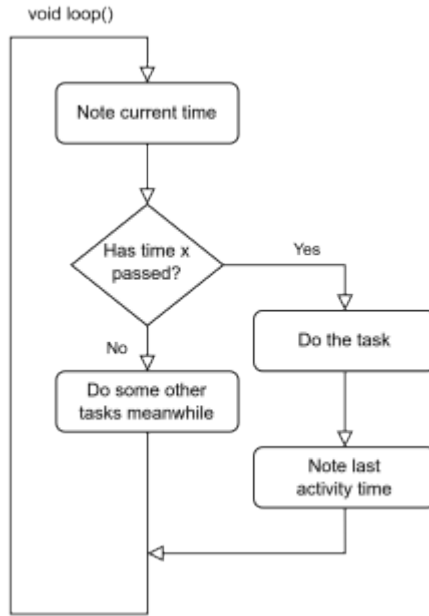 void loop()
Note current time
Has time x
passed?
Yes
No
Do the task
Do some other
tasks meanwhile
Note last
activity time